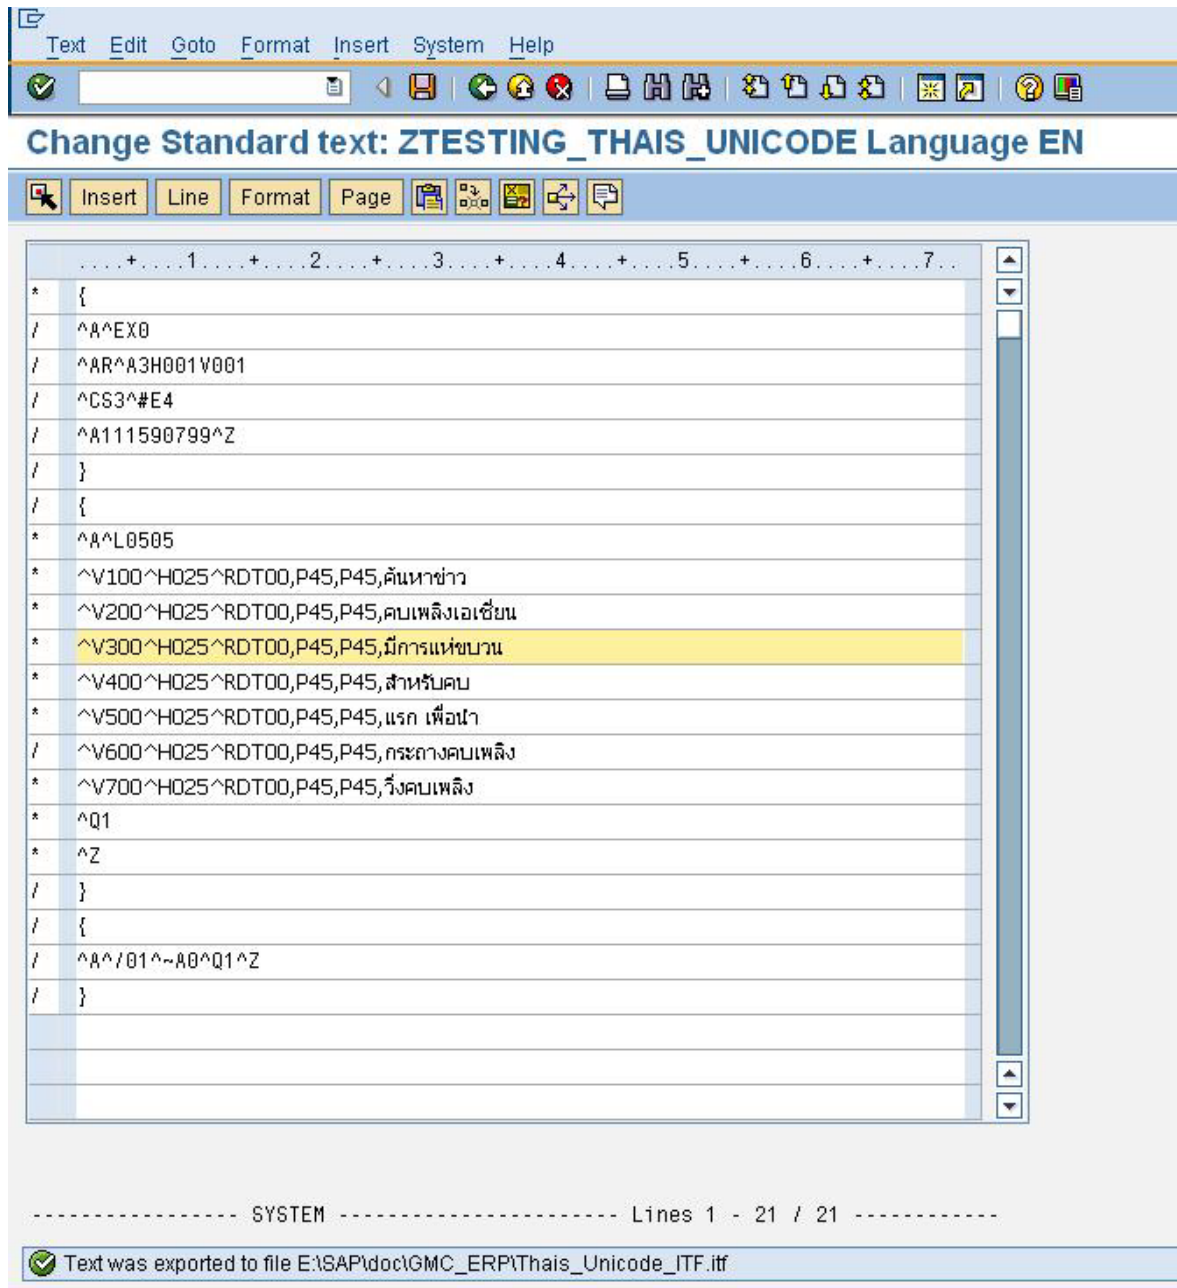 Text Edit Goto Format Insert System Help
Change Standard text: ZTESTING_THAIS_UNICODE Language EN
Insert Line Format Page
....+....1....+....2....+....3....+....4....+....5....+....6....+....7..
* {
/ ^A^EX0
/ ^AR^A3H001V001
/ ^CS3^#E4
/ ^A111590799^Z
/ }
/ {
* ^A^L0505
* ^V100^H025^RDT00,P45,P45,ค้นหาข่าว
* ^V200^H025^RDT00,P45,P45,คบเพลิงเอเชี่ยน
* ^V300^H025^RDT00,P45,P45,มีการแห่ขบวน
* ^V400^H025^RDT00,P45,P45,สำหรับคบ
* ^V500^H025^RDT00,P45,P45,แรก เพื่อนำ
/ ^V600^H025^RDT00,P45,P45,กระถางคบเพลิง
* ^V700^H025^RDT00,P45,P45,วิ่งคบเพลิง
* ^Q1
* ^Z
/ }
/ {
/ ^A^/01^~A0^Q1^Z
/ }
----------------- SYSTEM ----------------------- Lines 1 - 21 / 21 ------------
Text was exported to file E:\SAP\doc\GMC_ERP\Thais_Unicode_ITF.itf